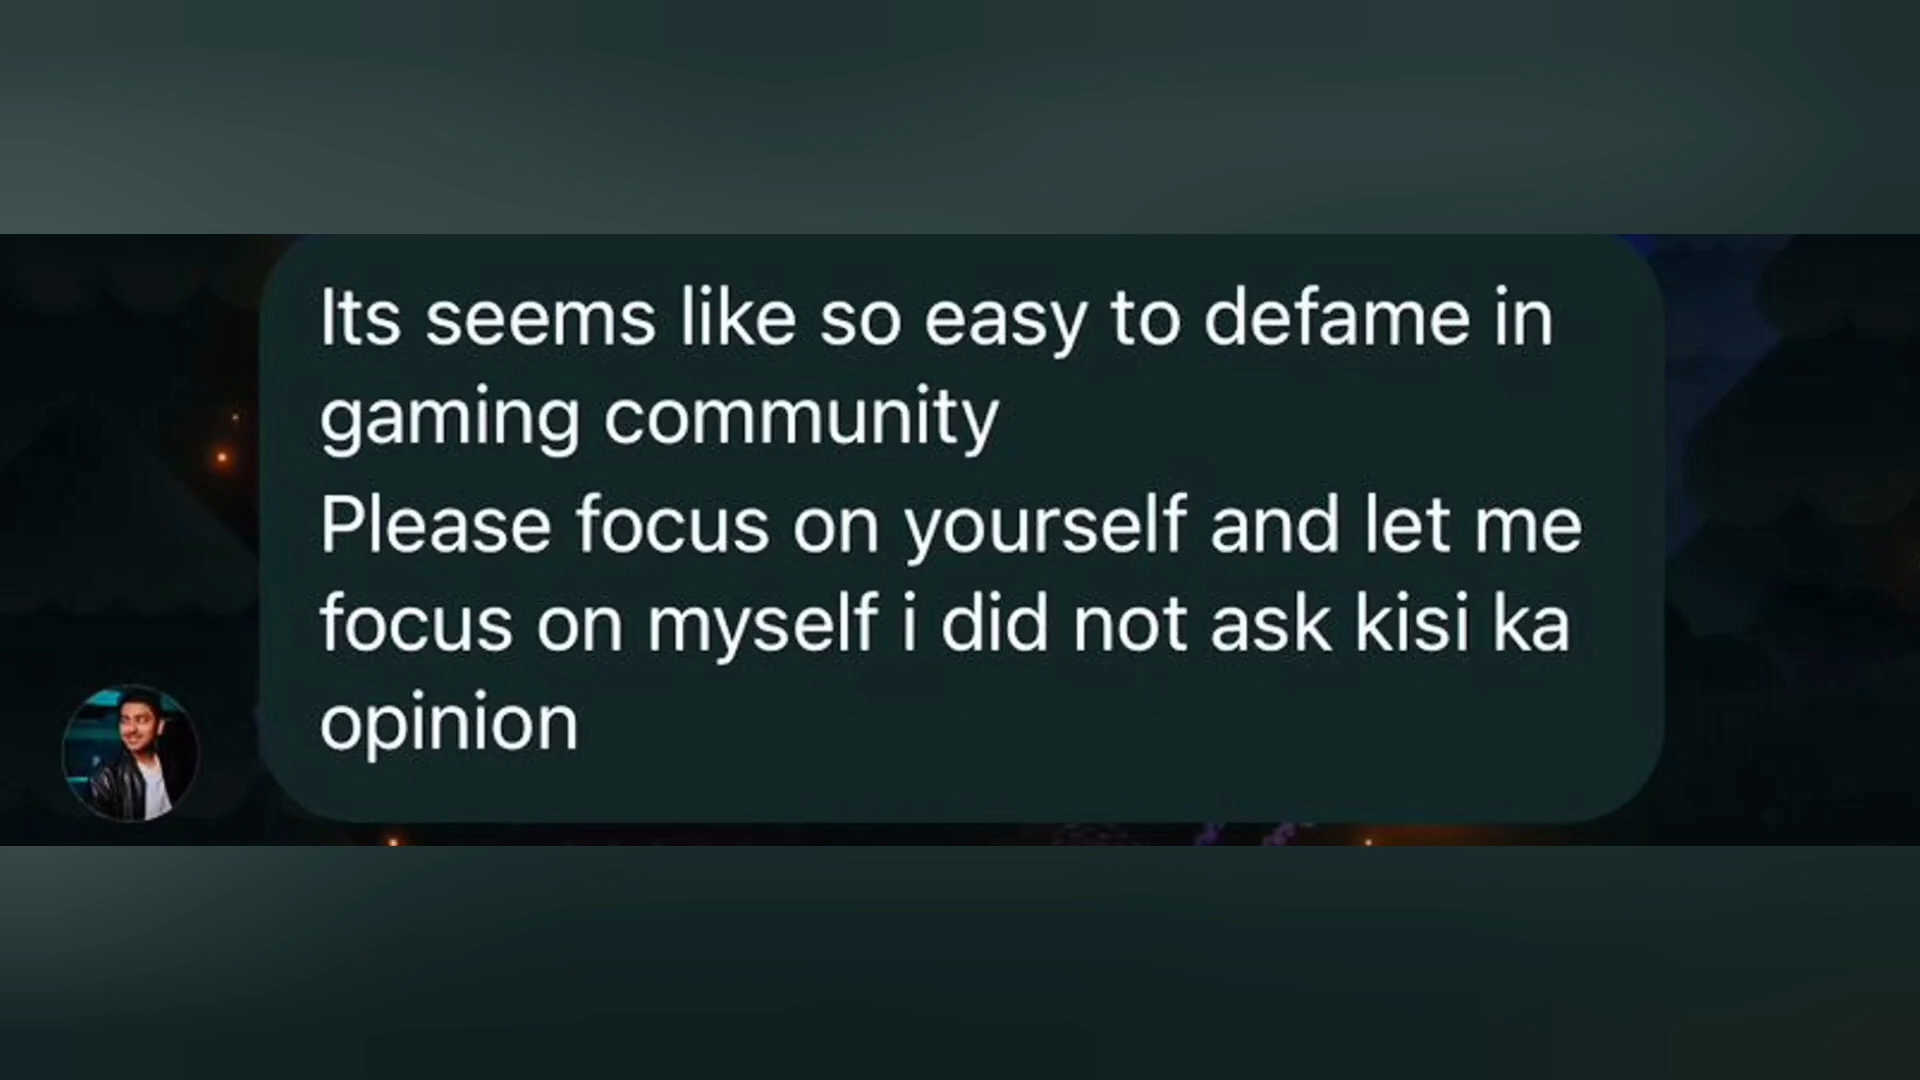 Its seems like so easy to defame in
gaming community
Please focus on yourself and let me
focus on myself i did not ask kisi ka
opinion